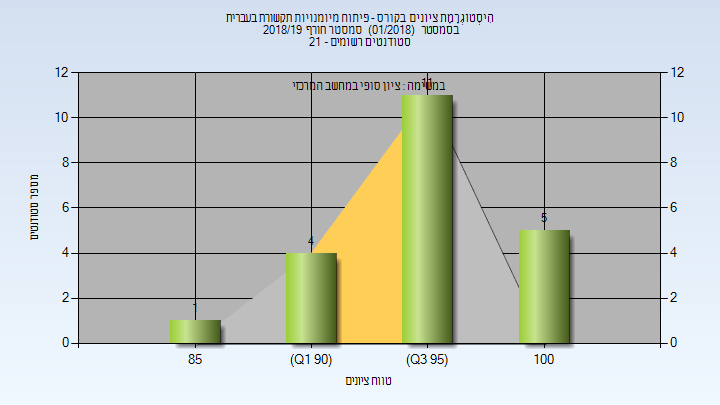 הִיסְטוֹגְרָמַת ציונים בקורס - פיתוח מיומנויות תקשורת בעברית
בסמסטר (01/2018) סמסטר חורף 2018/19
סטודנטים רשומים - 21
במשימה : ציון סופי במחשב המרכזי
12 12
11
10 10
8 8
6 6
5
4 4
4
2 2
1
0 0
מספר סטודנטים
85 (Q1 90) (Q3 95) 100
טווח ציונים